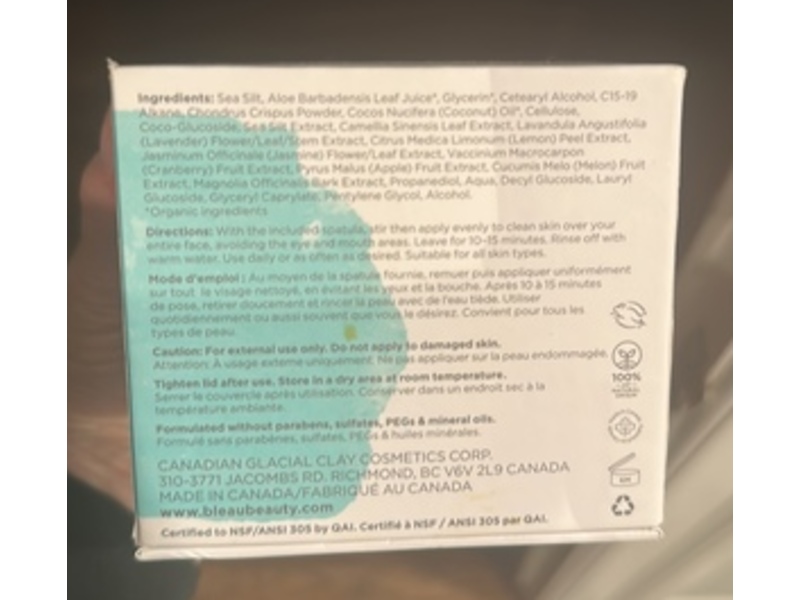 Ingredients: Sea Silt, Aloe Barbadensis Leaf Juice*, Glycerin*, Cetearyl Alcohol, C15-19
Alkane, Chondrus Crispus Powder, Cocos Nucifera (Coconut) Oil*, Cellulose,
Coco-Glucoside, Sea Silt Extract, Camellia Sinensis Leaf Extract, Lavandula Angustifolia
(Lavender) Flower/Leaf/Stem Extract, Citrus Medica Limonum (Lemon) Peel Extract,
Jasminum Officinale (Jasmine) Flower/Leaf Extract, Vaccinium Macrocarpon
(Cranberry) Fruit Extract, Pyrus Malus (Apple) Fruit Extract, Cucumis Melo (Melon) Fruit
Extract, Magnolia Officinalis Bark Extract, Propanediol, Aqua, Decyl Glucoside, Lauryl
Glucoside, Glyceryl Caprylate, Pentylene Glycol, Alcohol.
*Organic ingredients
Directions: With the included spatula, stir then apply evenly to clean skin over your
entire face, avoiding the eye and mouth areas. Leave for 10-15 minutes. Rinse off with
warm water. Use daily or as often as desired. Suitable for all skin types.
Mode d'emploi : Au moyen de la spatule fournie, remuer puis appliquer uniformément
sur tout le visage nettoyé, en évitant les yeux et la bouche. Après 10 à 15 minutes
de pose, retirer doucement et rincer la peau avec de l'eau tiède. Utiliser
quotidiennement ou aussi souvent que vous le désirez. Convient pour tous les
types de peau.
Caution: For external use only. Do not apply to damaged skin.
Attention: À usage externe uniquement. Ne pas appliquer sur la peau endommagée.
Tighten lid after use. Store in a dry area at room temperature.
Serrer le couvercle après utilisation. Conserver dans un endroit sec à la
température ambiante.
Formulated without parabens, sulfates, PEGs & mineral oils.
Formulé sans parabènes, sulfates, PEGs & huiles minérales.
CANADIAN GLACIAL CLAY COSMETICS CORP.
310-3771 JACOMBS RD. RICHMOND, BC V6V 2L9 CANADA
MADE IN CANADA/FABRIQUÉ AU CANADA
www.bleaubeauty.com
Certified to NSF/ANSI 305 by QAI. Certifié à NSF / ANSI 305 par QAI.
100%